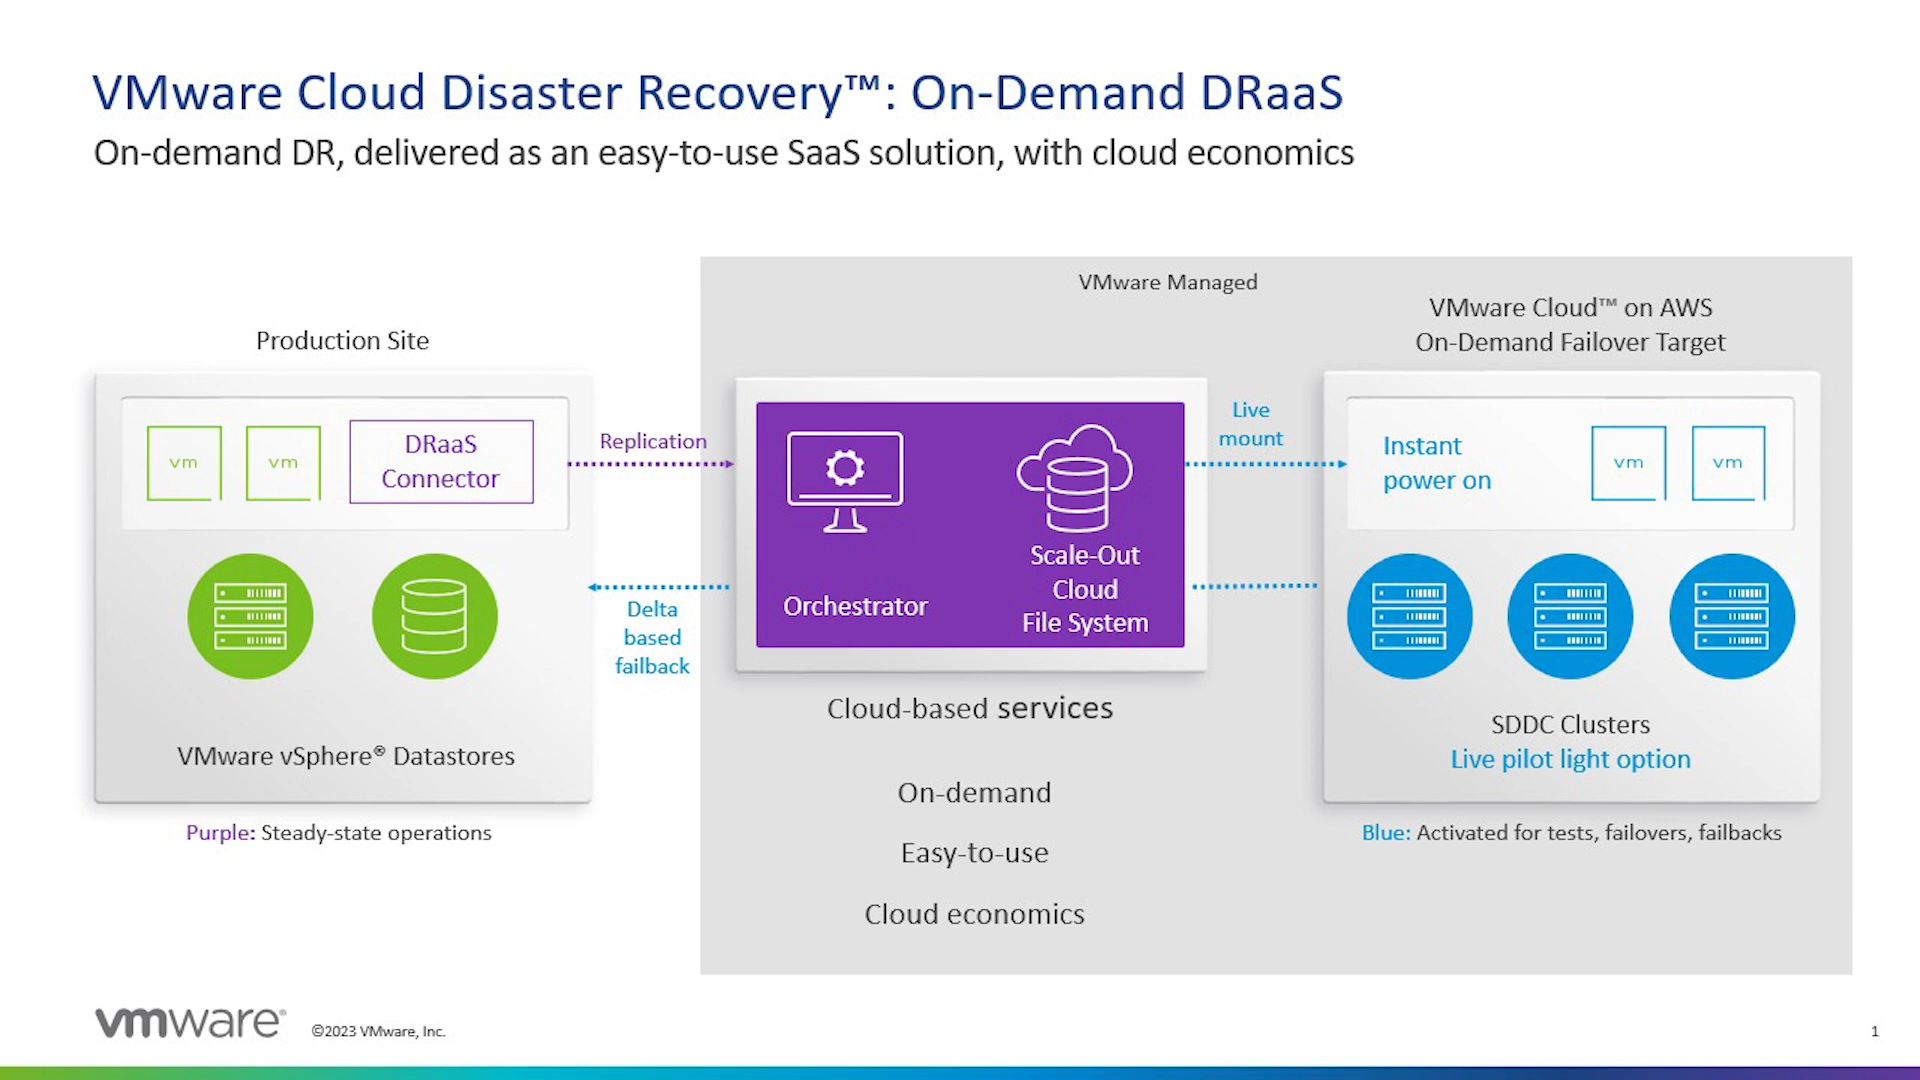 VMware Cloud Disaster Recovery™: On-Demand DRaaS
On-demand DR, delivered as an easy-to-use SaaS solution, with cloud economics
VMware Managed
Production Site
vm
vm
DRaaS
Connector
VMware vSphere® Datastores
Purple: Steady-state operations
Replication
Delta
based
failback
Orchestrator
Scale-Out
Cloud
File System
Cloud-based services
On-demand
Easy-to-use
Cloud economics
Live
mount
VMware Cloud™ on AWS
On-Demand Failover Target
Instant
power on
vm
vm
SDDC Clusters
Live pilot light option
Blue: Activated for tests, failovers, failbacks
vmware®
©2023 VMware, Inc.
1